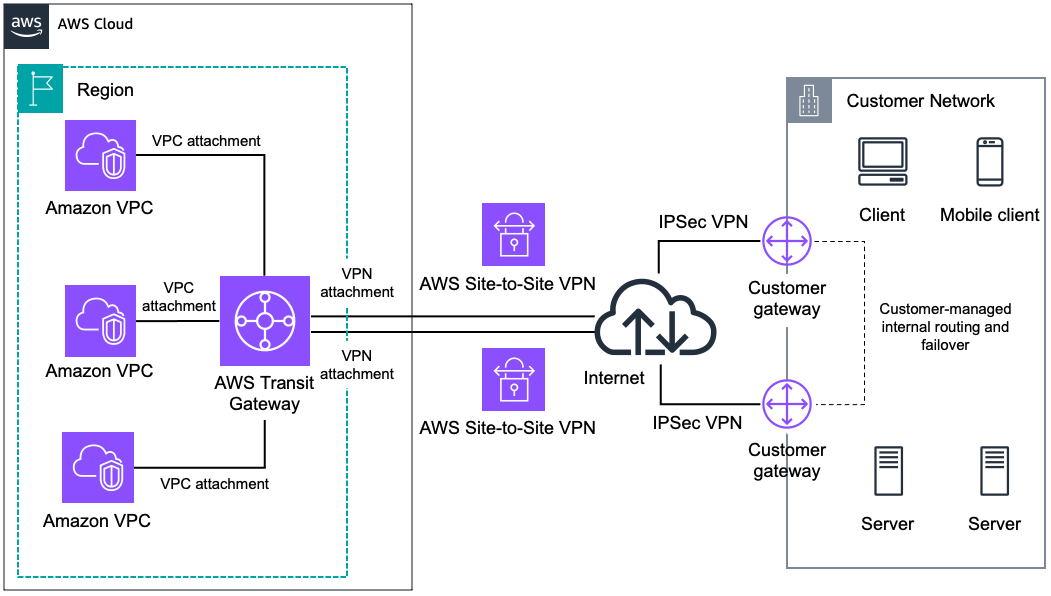 aws
AWS Cloud
Region
VPC attachment
Amazon VPC
VPC
attachment
Amazon VPC
AWS Transit
Gateway
VPC attachment
Amazon VPC
VPN
attachment
VPN
attachment
AWS Site-to-Site VPN
AWS Site-to-Site VPN
Internet
IPSec VPN
IPSec VPN
Customer
gateway
Customer
gateway
Customer Network
Client
Mobile client
Customer-managed
internal routing and
failover
Server
Server